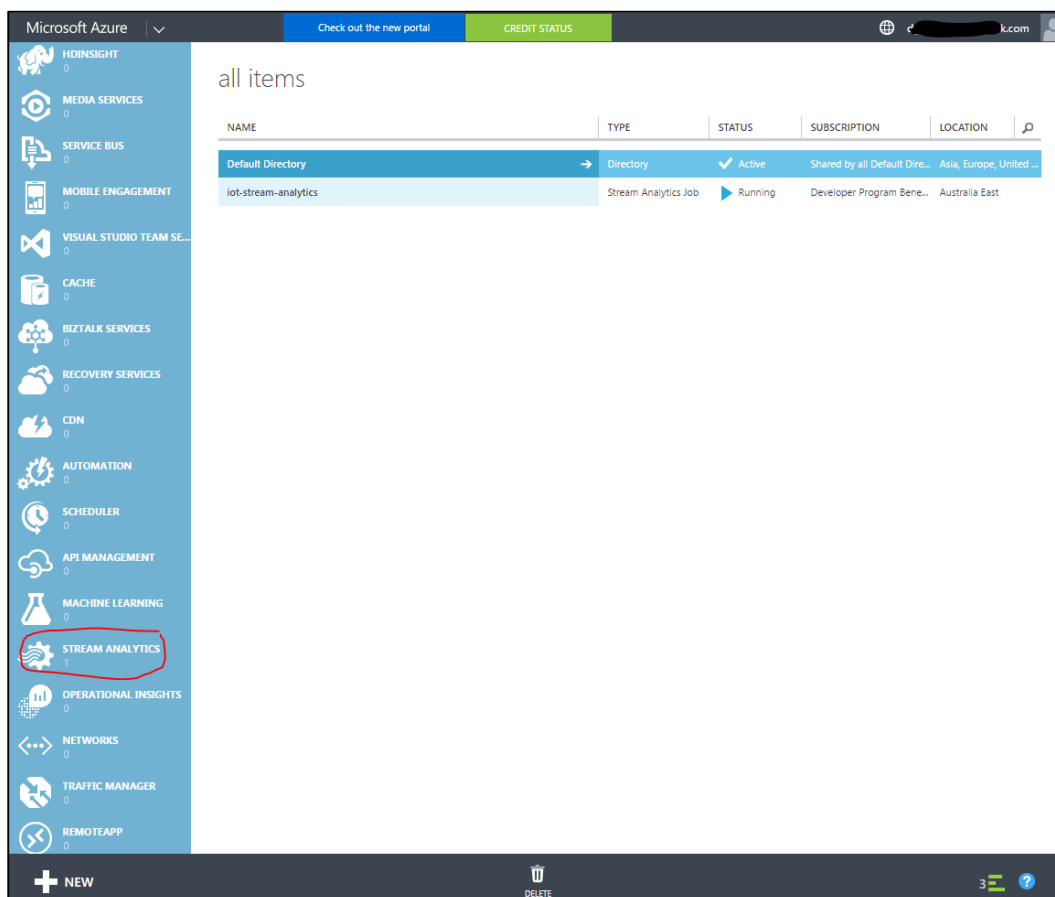 Microsoft Azure
Check out the new portal
CREDIT STATUS
k.com
HDINSIGHT
0
MEDIA SERVICES
0
SERVICE BUS
0
MOBILE ENGAGEMENT
0
VISUAL STUDIO TEAM SE...
0
CACHE
0
BIZTALK SERVICES
0
RECOVERY SERVICES
0
CDN
0
AUTOMATION
0
SCHEDULER
0
API MANAGEMENT
0
MACHINE LEARNING
0
STREAM ANALYTICS
1
OPERATIONAL INSIGHTS
0
NETWORKS
0
TRAFFIC MANAGER
0
REMOTEAPP
0
all items
NAME TYPE STATUS SUBSCRIPTION LOCATION
Default Directory Directory Active Shared by all Default Dire... Asia, Europe, United ...
iot-stream-analytics Stream Analytics Job Running Developer Program Bene... Australia East
NEW
DELETE
3
?